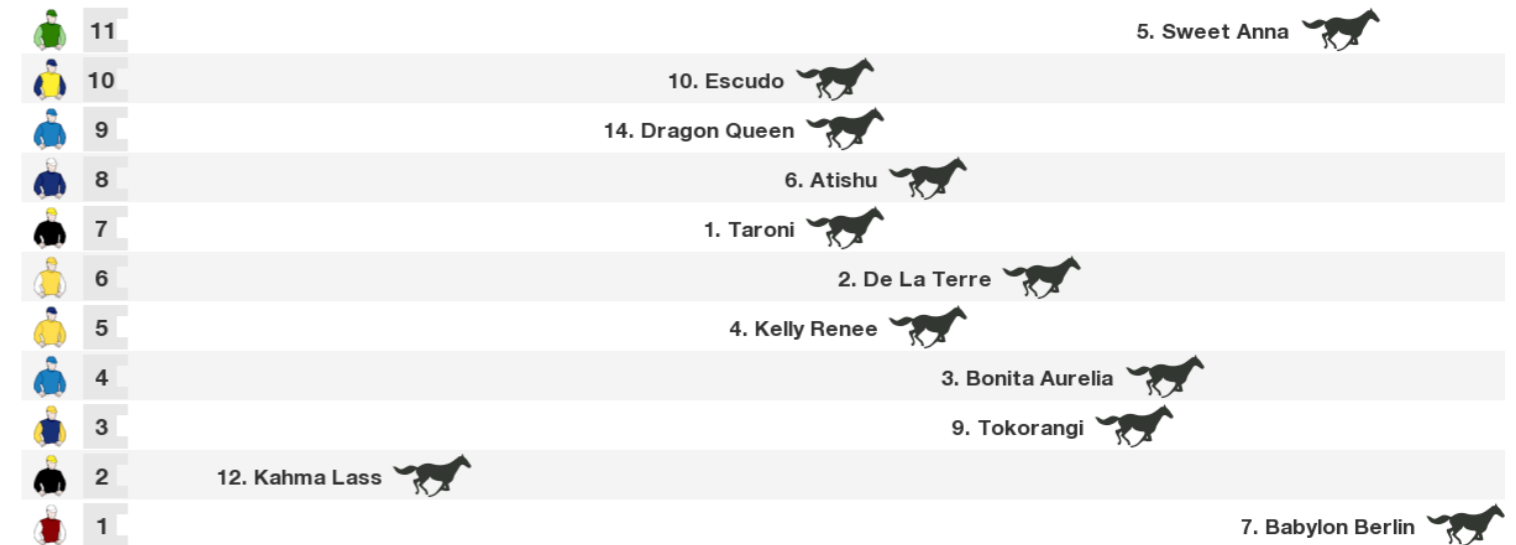 11 5. Sweet Anna
10 10. Escudo
9 14. Dragon Queen
8 6. Atishu
7 1. Taroni
6 2. De La Terre
5 4. Kelly Renee
4 3. Bonita Aurelia
3 9. Tokorangi
2 12. Kahma Lass
1 7. Babylon Berlin